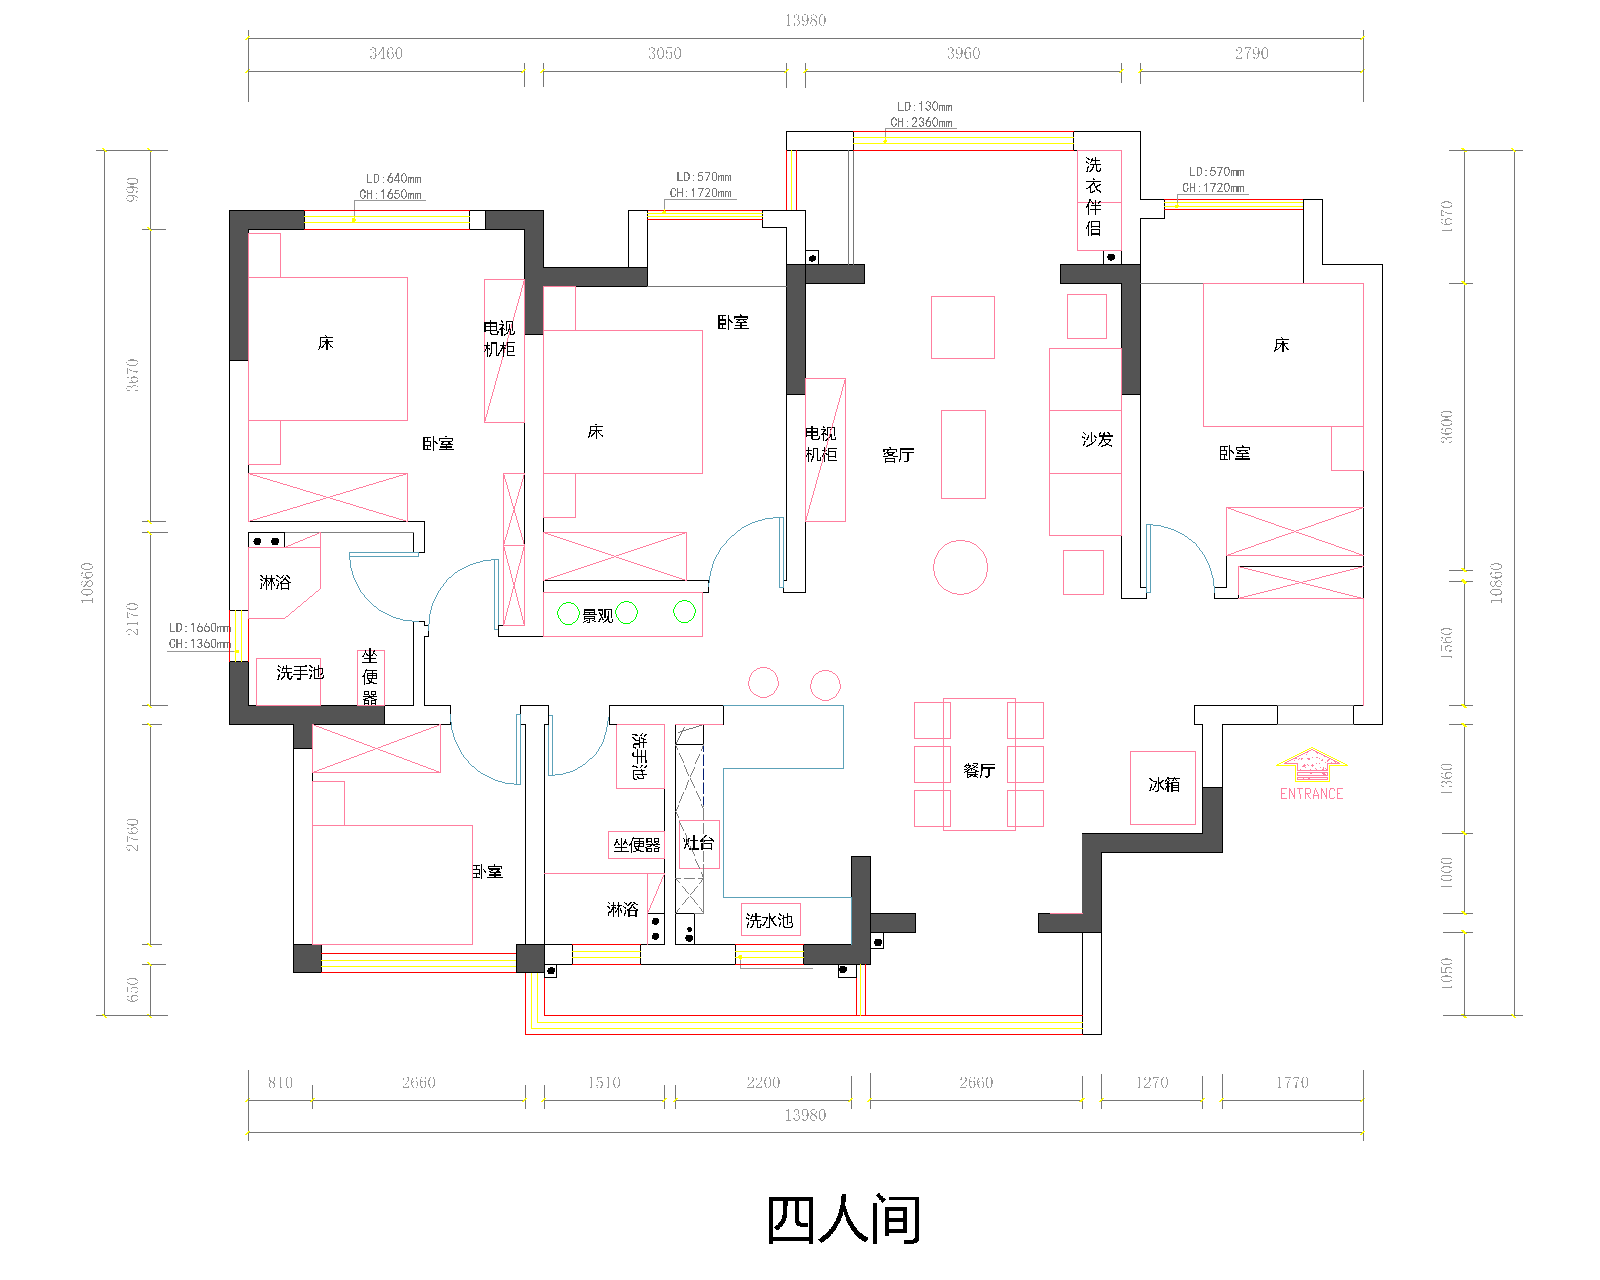 13980
3460
3050
3960
2790
LD:130mm
CH:2360mm
LD:640mm
CH:1650mm
LD:570mm
CH:1720mm
LD:570mm
CH:1720mm
洗
衣
伴
侣
990
3670
2170
2760
650
10860
1670
3600
1560
1360
1000
1050
10860
床
电视
机柜
卧室
卧室
床
电视
机柜
客厅
沙发
床
卧室
淋浴
LD:1660mm
CH:1360mm
洗手池
坐
便
器
景观
卧室
洗手池
坐便器
淋浴
灶台
洗水池
餐厅
冰箱
ENTRANCE
810
2660
1510
2200
2660
1270
1770
13980
四人间